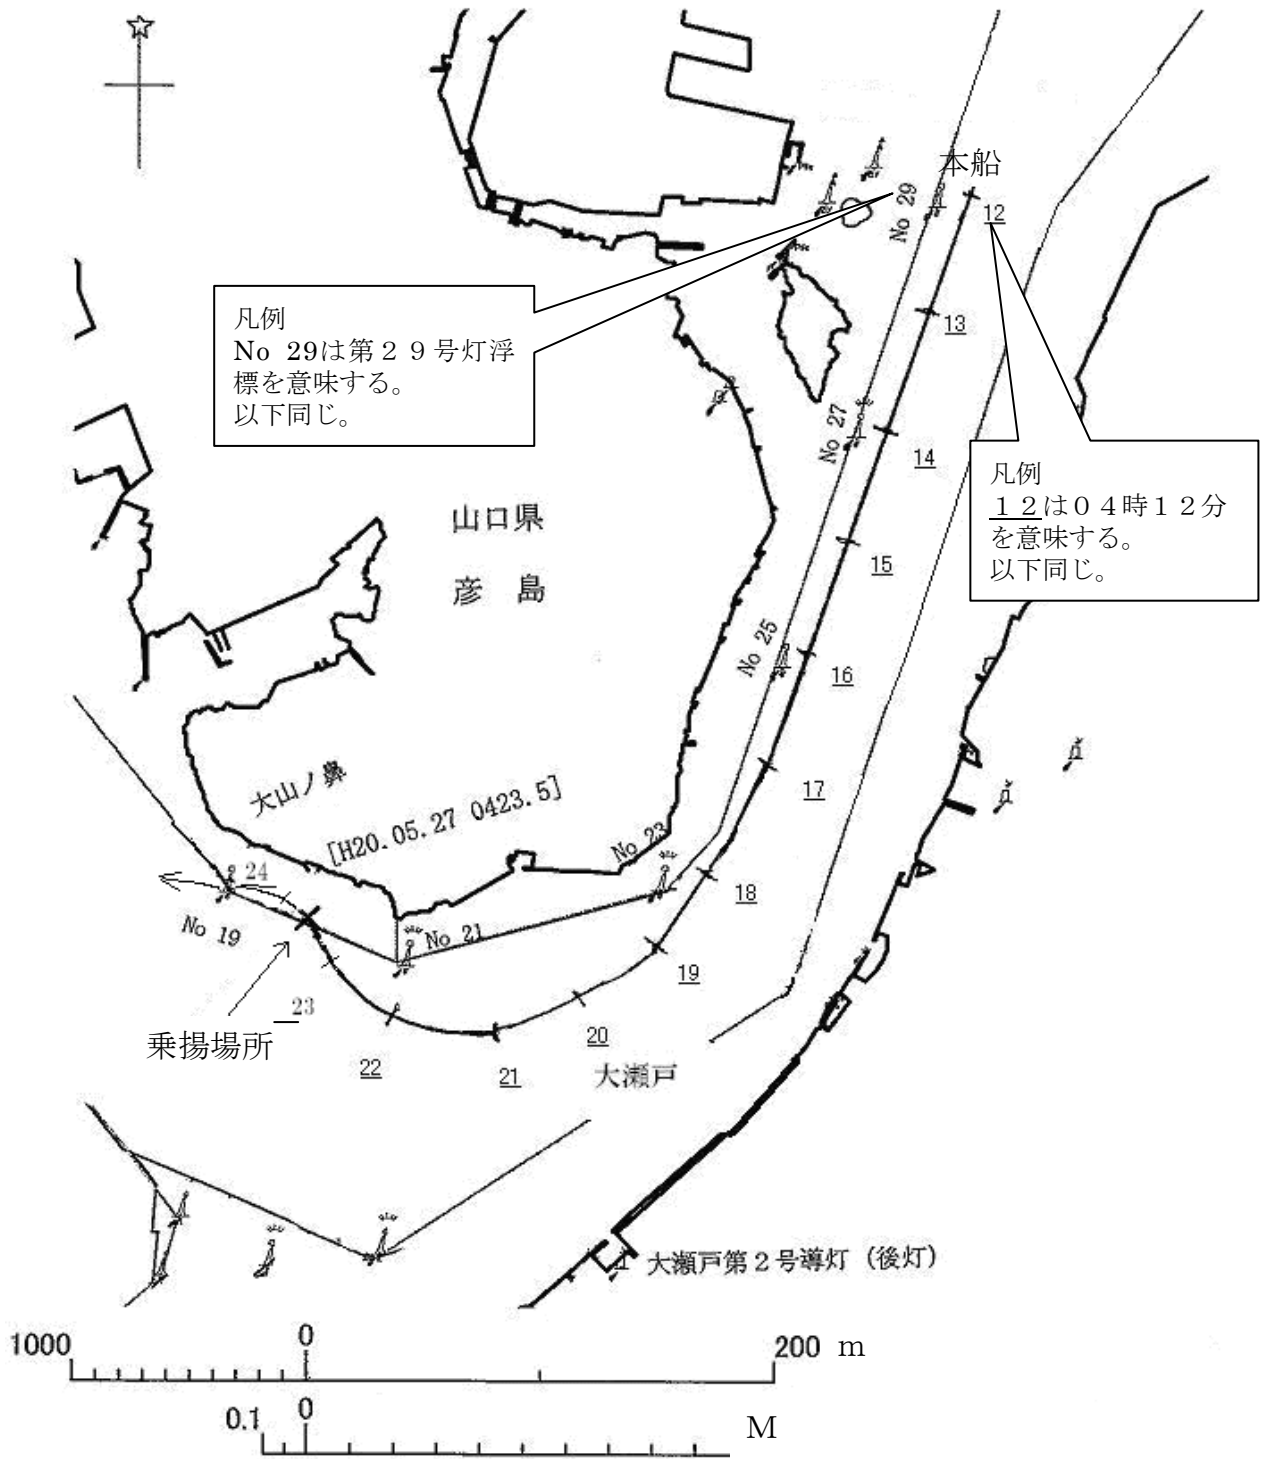 本船
No 29
12
凡例
No 29は第２９号灯浮
標を意味する。
以下同じ。
13
No 27
14
凡例
１２は０４時１２分
を意味する。
以下同じ。
山口県
彦 島
15
No 25
16
大山ノ鼻
17
[H20.05.27 0423.5]
No 23
18
24
No 19
No 21
19
23
乗揚場所
20
22
21
大瀬戸
大瀬戸第２号導灯（後灯）
1000 0 200 m
0.1 0 M